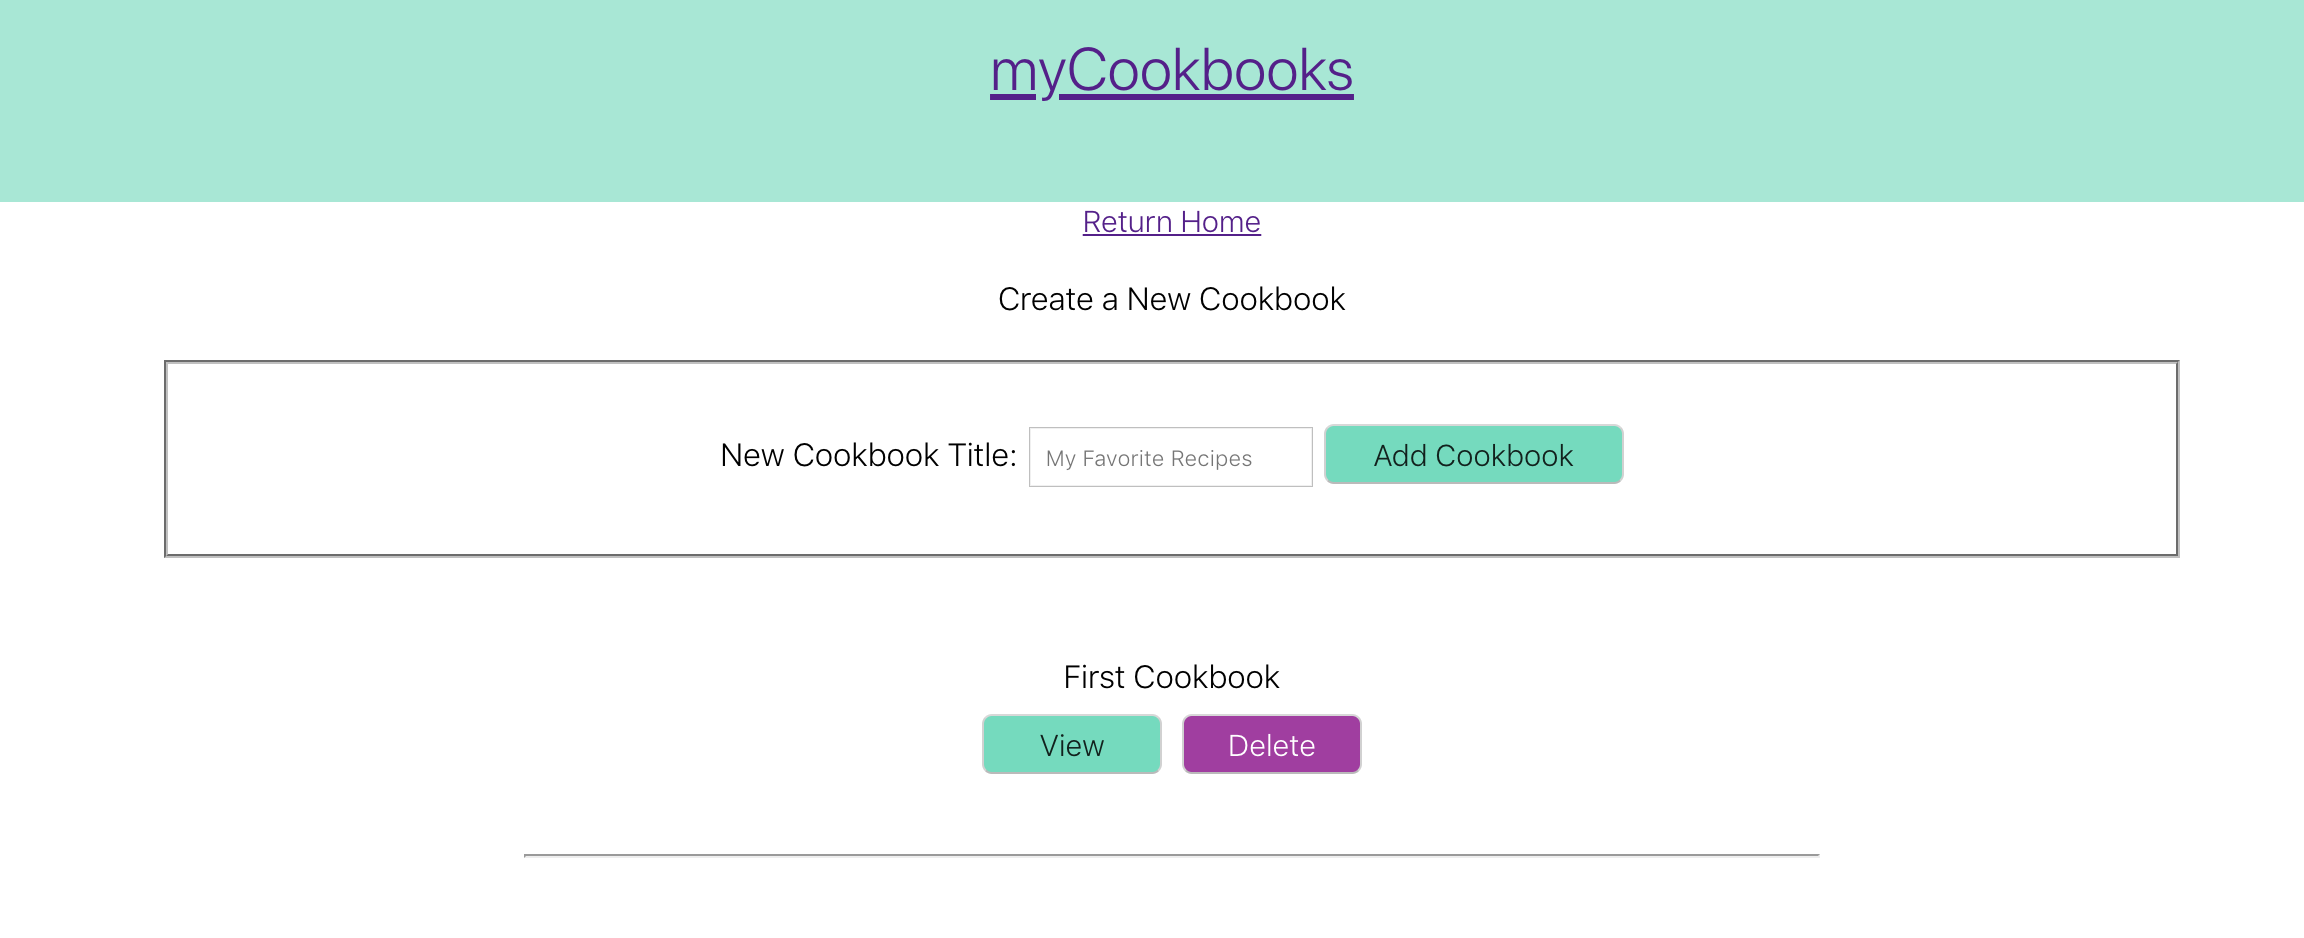 myCookbooks
Return Home
Create a New Cookbook
New Cookbook Title: My Favorite Recipes Add Cookbook
First Cookbook
View Delete